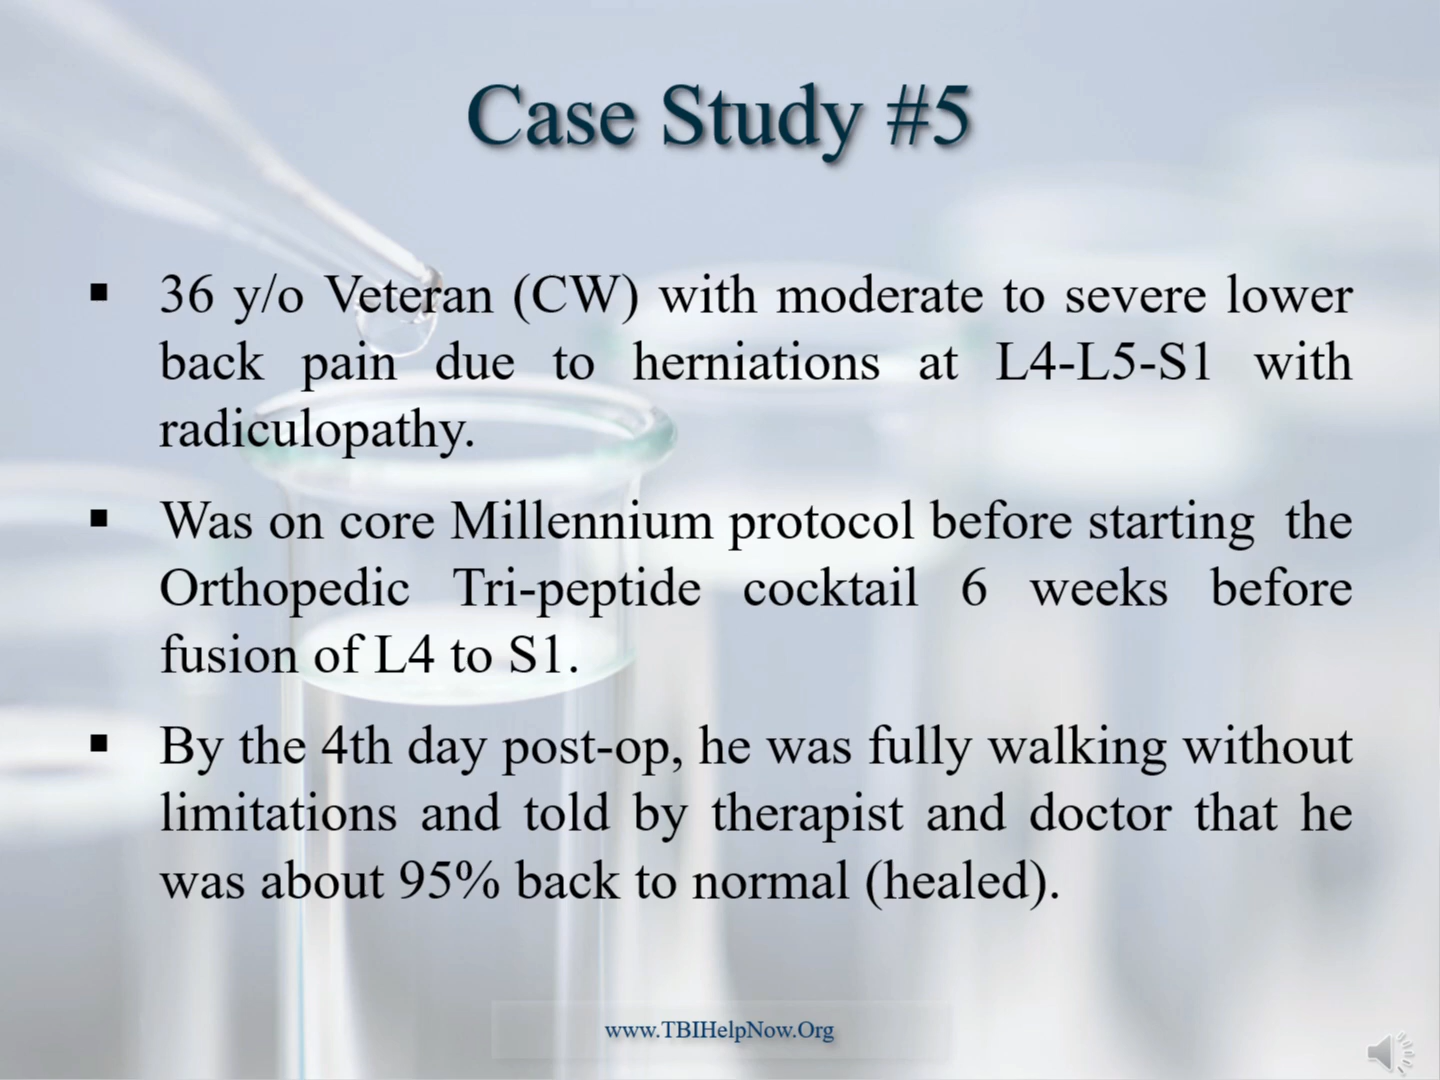 Case Study #5
▪ 36 y/o Veteran (CW) with moderate to severe lower
back pain due to herniations at L4-L5-S1 with
radiculopathy.
▪ Was on core Millennium protocol before starting the
Orthopedic Tri-peptide cocktail 6 weeks before
fusion of L4 to S1.
▪ By the 4th day post-op, he was fully walking without
limitations and told by therapist and doctor that he
was about 95% back to normal (healed).
www.TBIHelpNow.Org